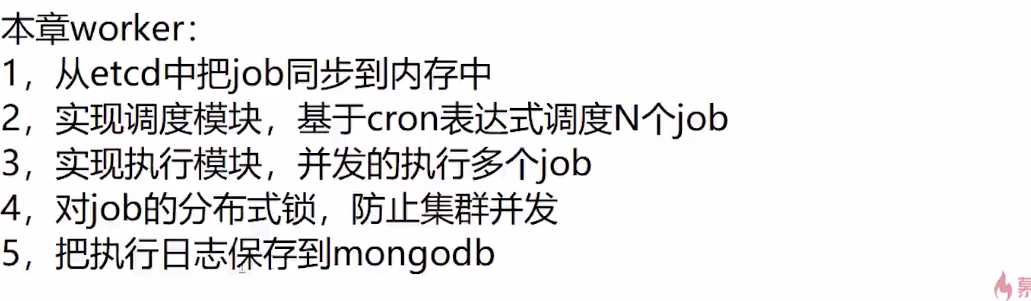 本章worker：
1，从etcd中把job同步到内存中
2，实现调度模块，基于cron表达式调度N个job
3，实现执行模块，并发的执行多个job
4，对job的分布式锁，防止集群并发
5，把执行日志保存到mongodb